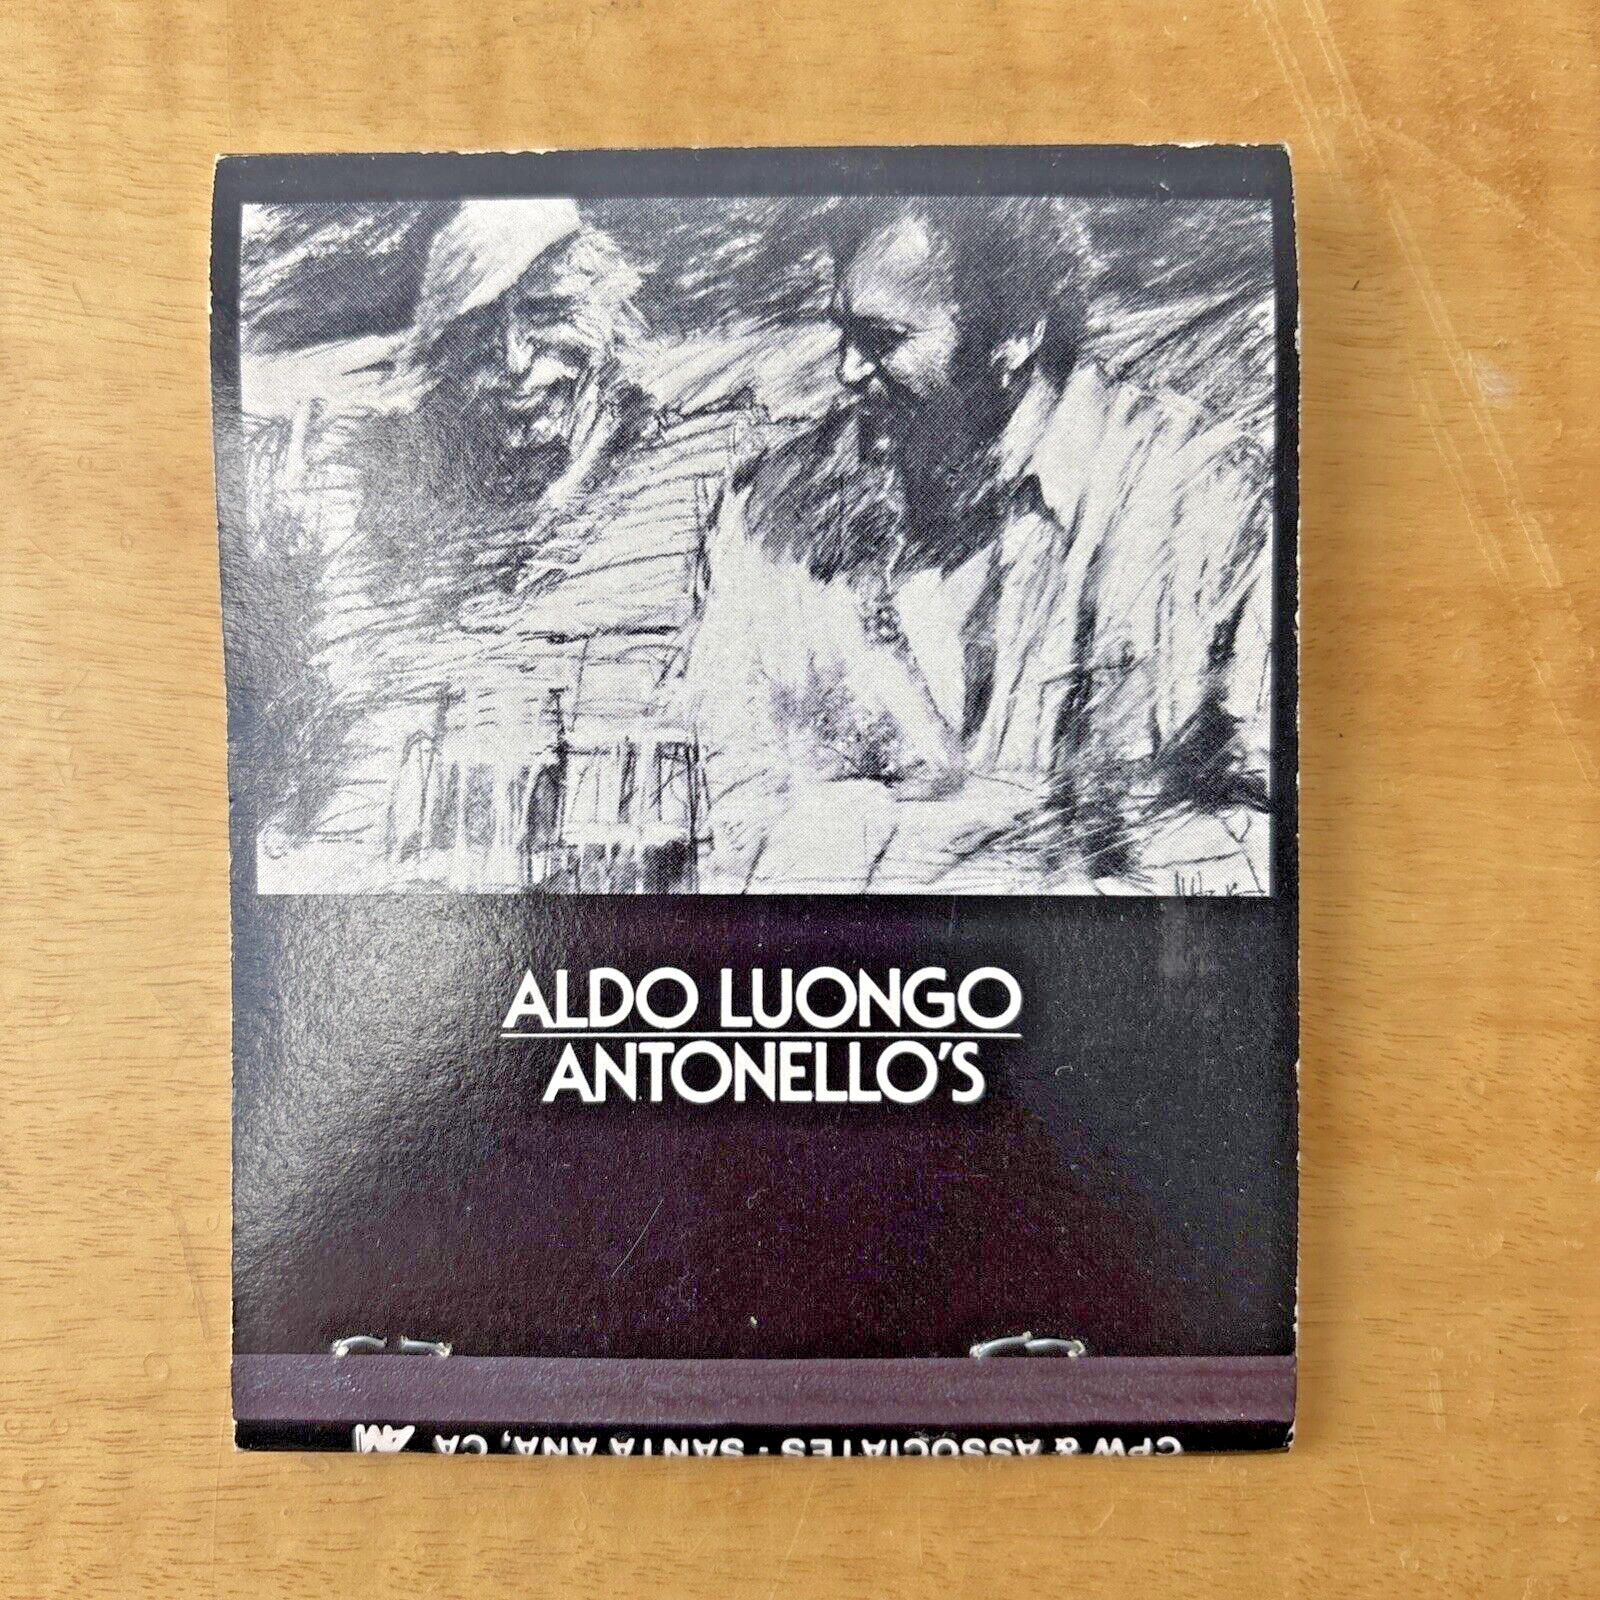 ALDO LUONGO
ANTONELLO'S
CPW & ASSOCIATES · SANTA ANA, CA